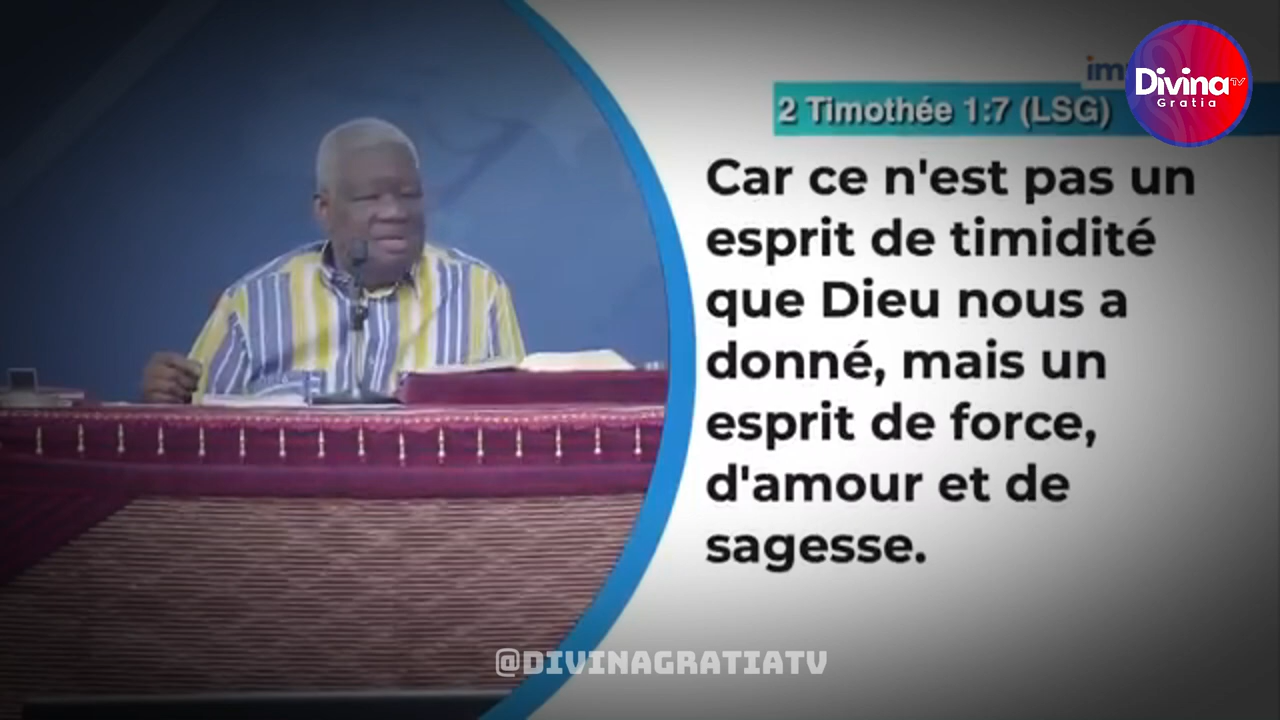 Divina TV
Gratia
2 Timothée 1:7 (LSG)
Car ce n'est pas un
esprit de timidité
que Dieu nous a
donné, mais un
esprit de force,
d'amour et de
sagesse.
@DIVINAGRATIATV